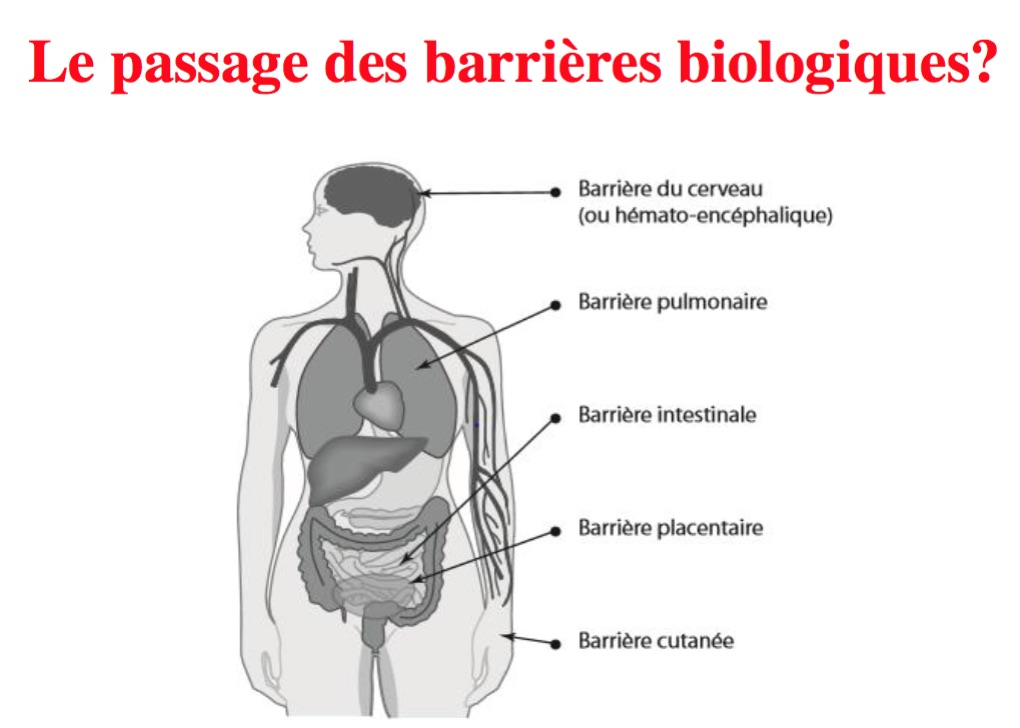 Le passage des barrières biologiques?
Barrière du cerveau
(ou hémato-encéphalique)
Barrière pulmonaire
Barrière intestinale
Barrière placentaire
Barrière cutanée